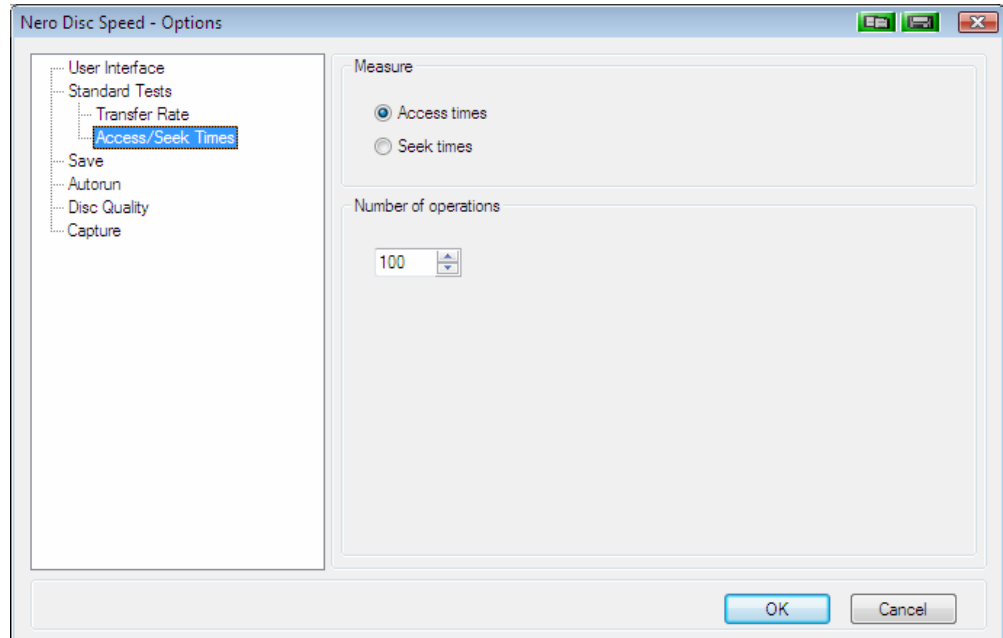 Nero Disc Speed - Options
User Interface
Standard Tests
Transfer Rate
Access/Seek Times
Save
Autorun
Disc Quality
Capture
Measure
Access times
Seek times
Number of operations
100
OK
Cancel